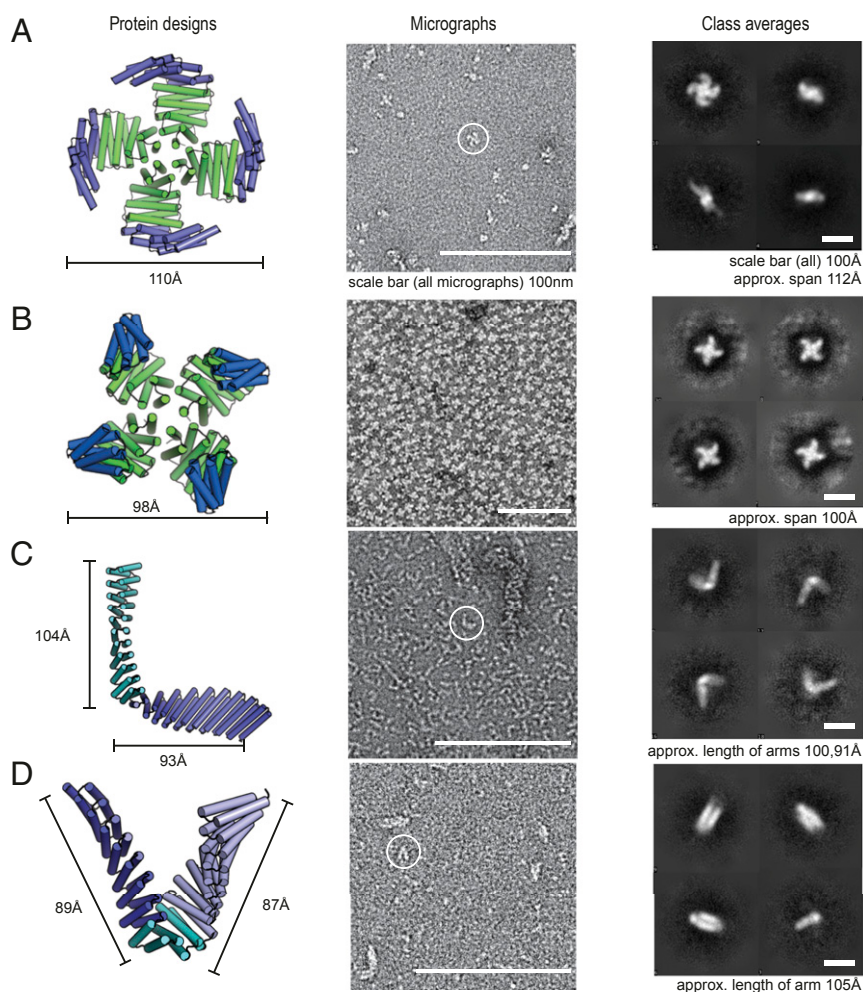 Protein designs
Micrographs
Class averages
A
110Å
scale bar (all micrographs) 100nm
scale bar (all) 100Å
approx. span 112Å
B
98Å
approx. span 100Å
C
104Å
93Å
approx. length of arms 100,91Å
D
89Å
87Å
approx. length of arm 105Å